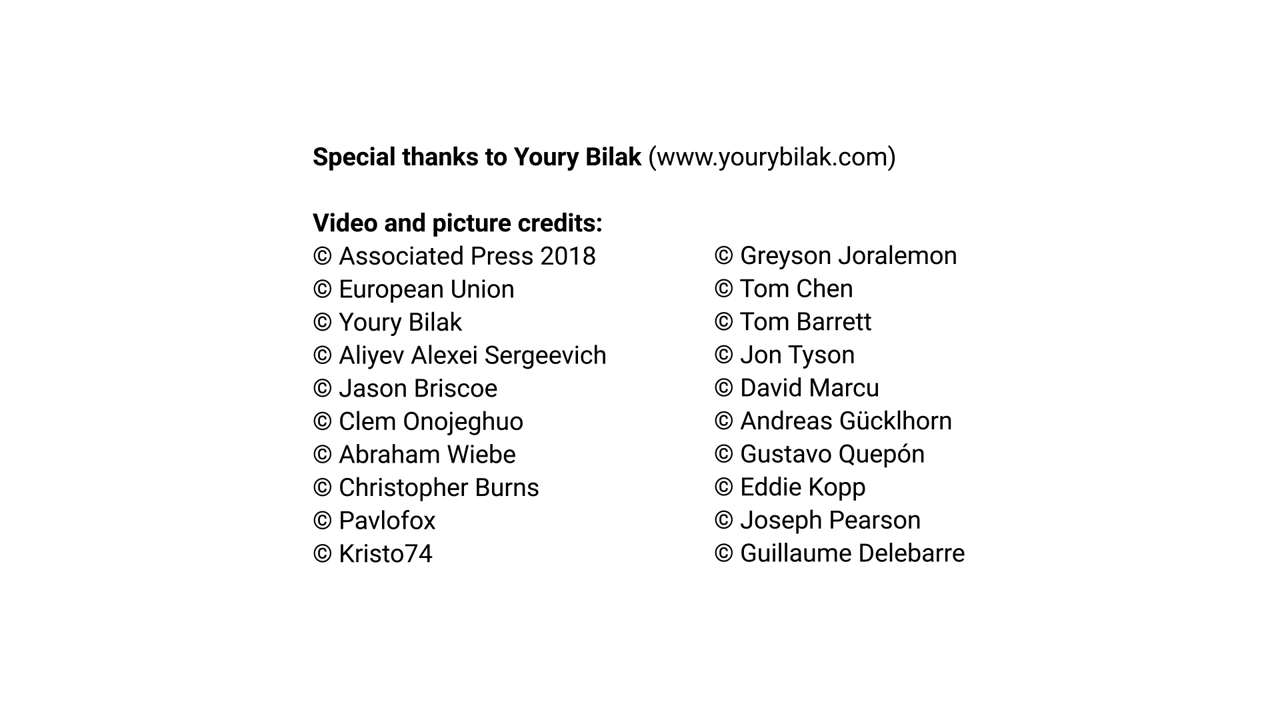 Special thanks to Youry Bilak (www.yourybilak.com)
Video and picture credits:
© Associated Press 2018
© European Union
© Youry Bilak
© Aliyev Alexei Sergeevich
© Jason Briscoe
© Clem Onojeghuo
© Abraham Wiebe
© Christopher Burns
© Pavlofox
© Kristo74
© Greyson Joralemon
© Tom Chen
© Tom Barrett
© Jon Tyson
© David Marcu
© Andreas Gücklhorn
© Gustavo Quepón
© Eddie Kopp
© Joseph Pearson
© Guillaume Delebarre